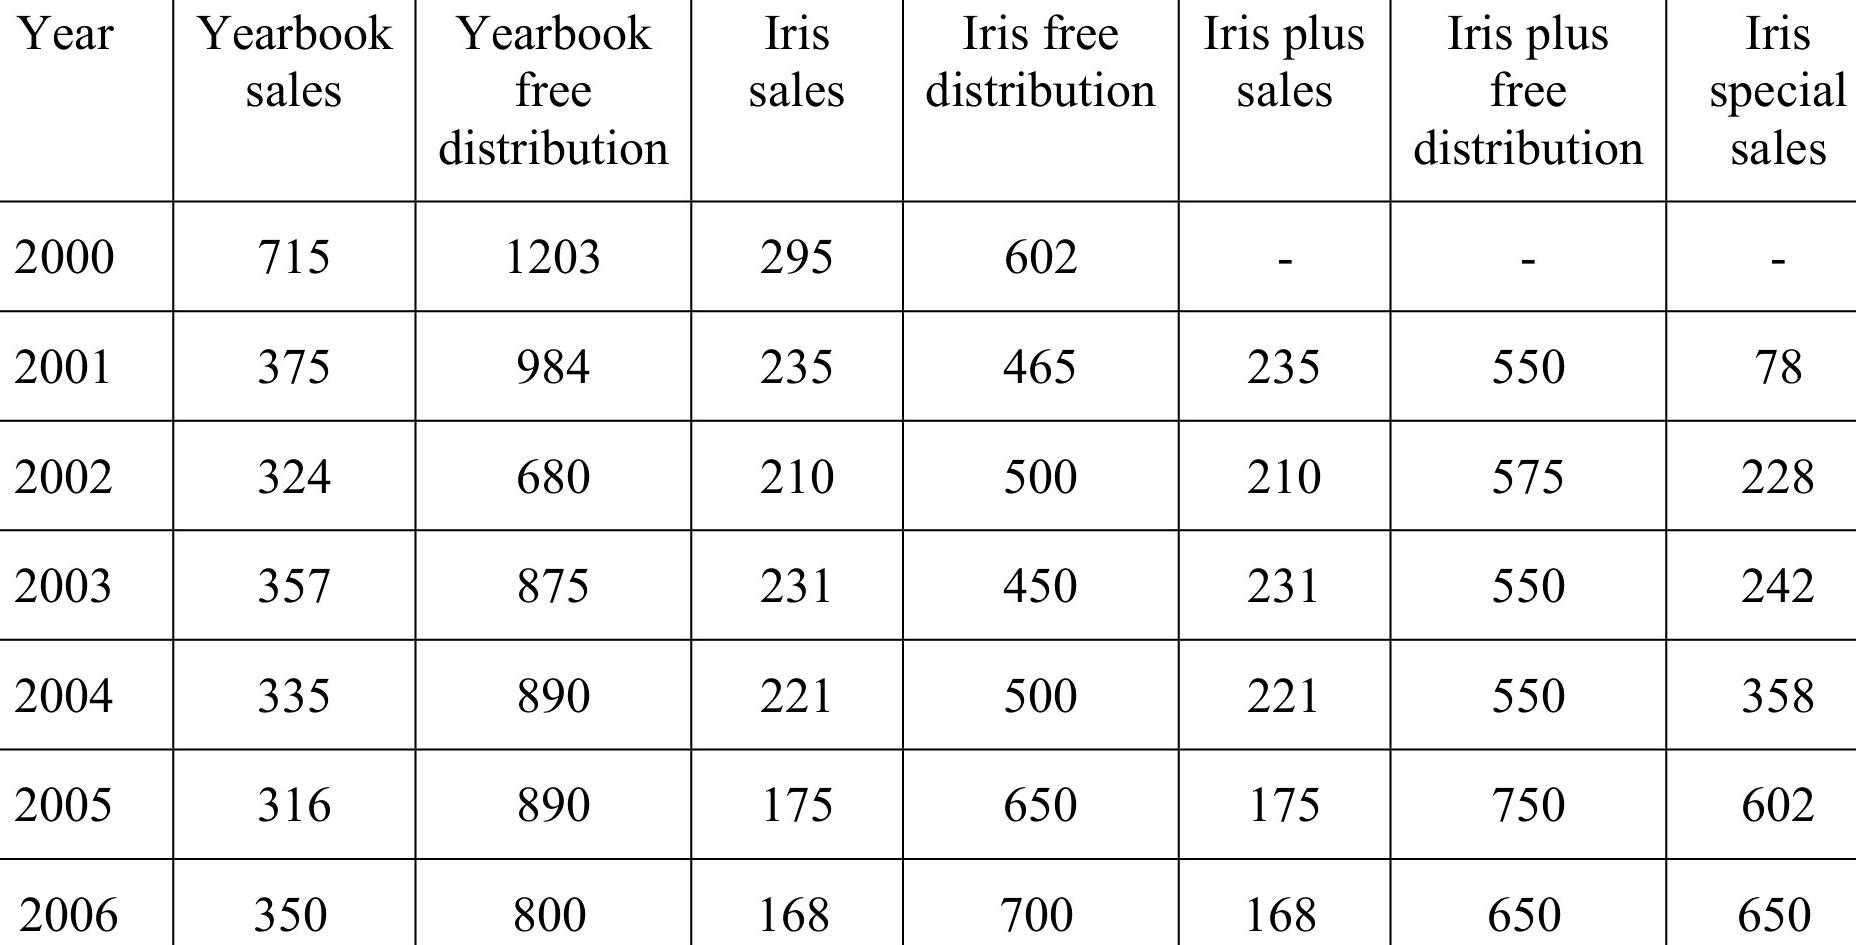 Year Yearbook sales Yearbook free distribution Iris sales Iris free distribution Iris plus sales Iris plus free distribution Iris special sales
2000 715 1203 295 602 - - -
2001 375 984 235 465 235 550 78
2002 324 680 210 500 210 575 228
2003 357 875 231 450 231 550 242
2004 335 890 221 500 221 550 358
2005 316 890 175 650 175 750 602
2006 350 800 168 700 168 650 650